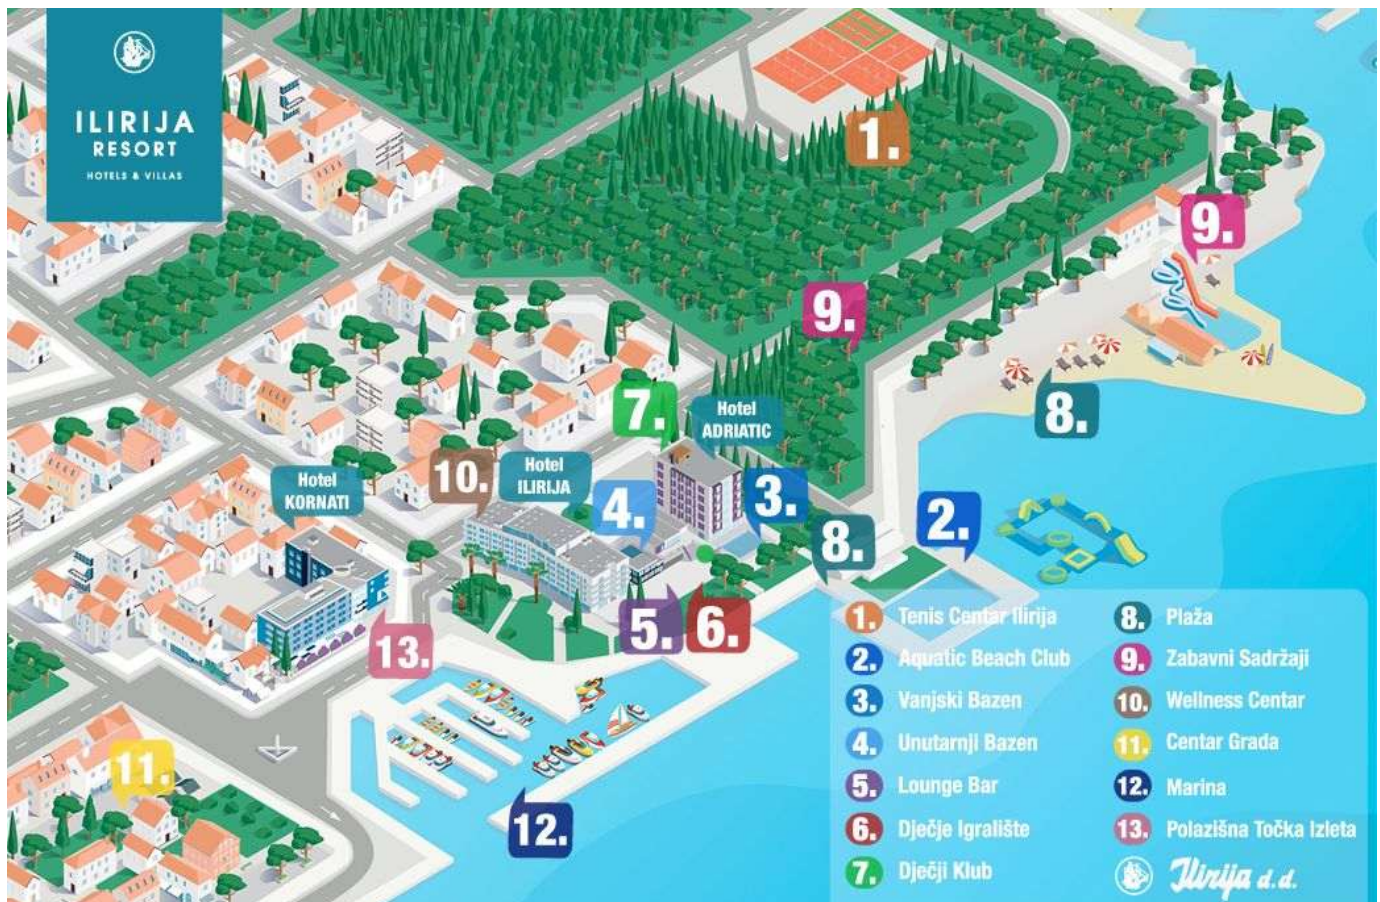 ILIRIJA
RESORT
HOTELS & VILLAS
1.
9.
9.
8.
7.
Hotel
ADRIATIC
10.
Hotel
ILIRIJA
Hotel
KORNATI
4.
3.
2.
8.
5.
6.
13.
11.
12.
1. Tenis Centar Ilirija
2. Aquatic Beach Club
3. Vanjski Bazen
4. Unutarnji Bazen
5. Lounge Bar
6. Dječje Igralište
7. Dječji Klub
8. Plaža
9. Zabavni Sadržaji
10. Wellness Centar
11. Centar Grada
12. Marina
13. Polazišna Točka Izleta
Ilirija d.d.